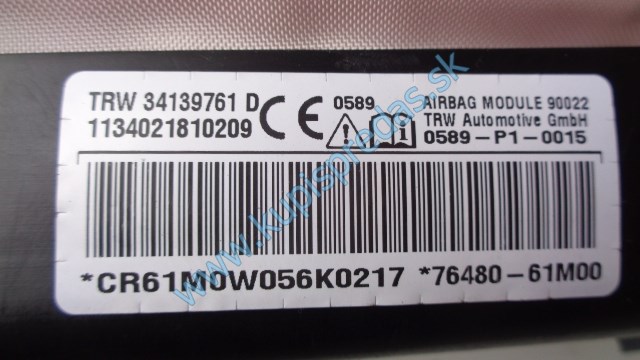 TRW 34139761 D
1134021810209
CE 0589
AIRBAG MODULE 90022
TRW Automotive GmbH
0589-P1-0015
*CR61M0W056K0217 *76480-61M00
www.kupispredas.sk